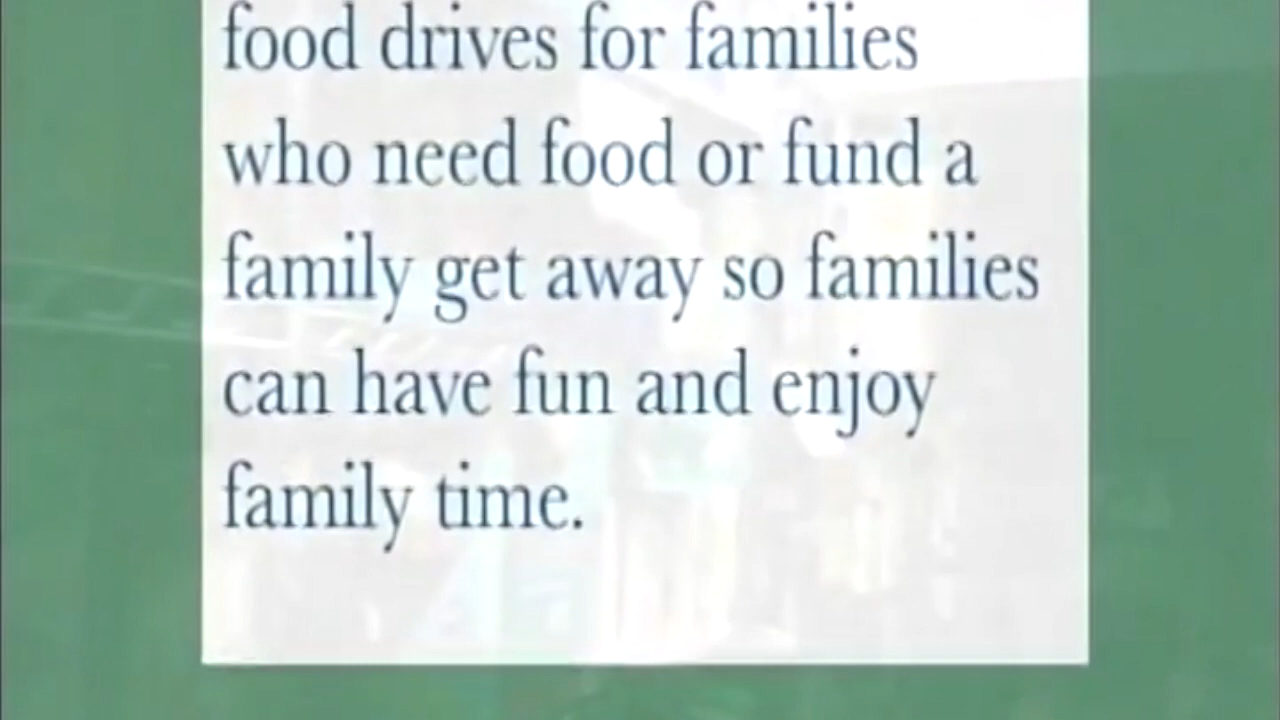 food drives for families
who need food or fund a
family get away so families
can have fun and enjoy
family time.